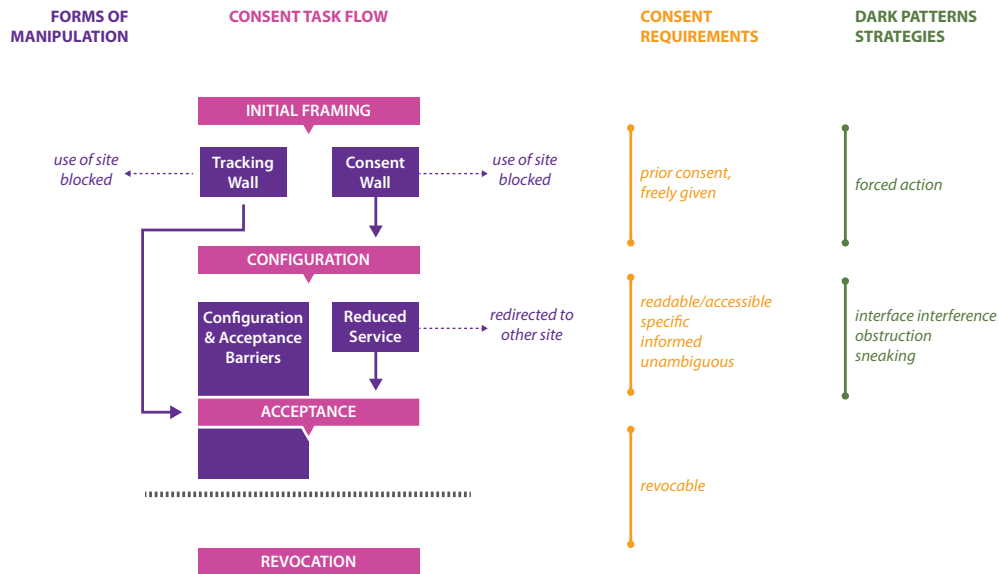 FORMS OF
MANIPULATION
CONSENT TASK FLOW
CONSENT
REQUIREMENTS
DARK PATTERNS
STRATEGIES
INITIAL FRAMING
use of site
blocked
Tracking
Wall
Consent
Wall
use of site
blocked
prior consent,
freely given
forced action
CONFIGURATION
Configuration
& Acceptance
Barriers
Reduced
Service
redirected to
other site
readable/accessible
specific
informed
unambiguous
interface interference
obstruction
sneaking
ACCEPTANCE
revocable
REVOCATION